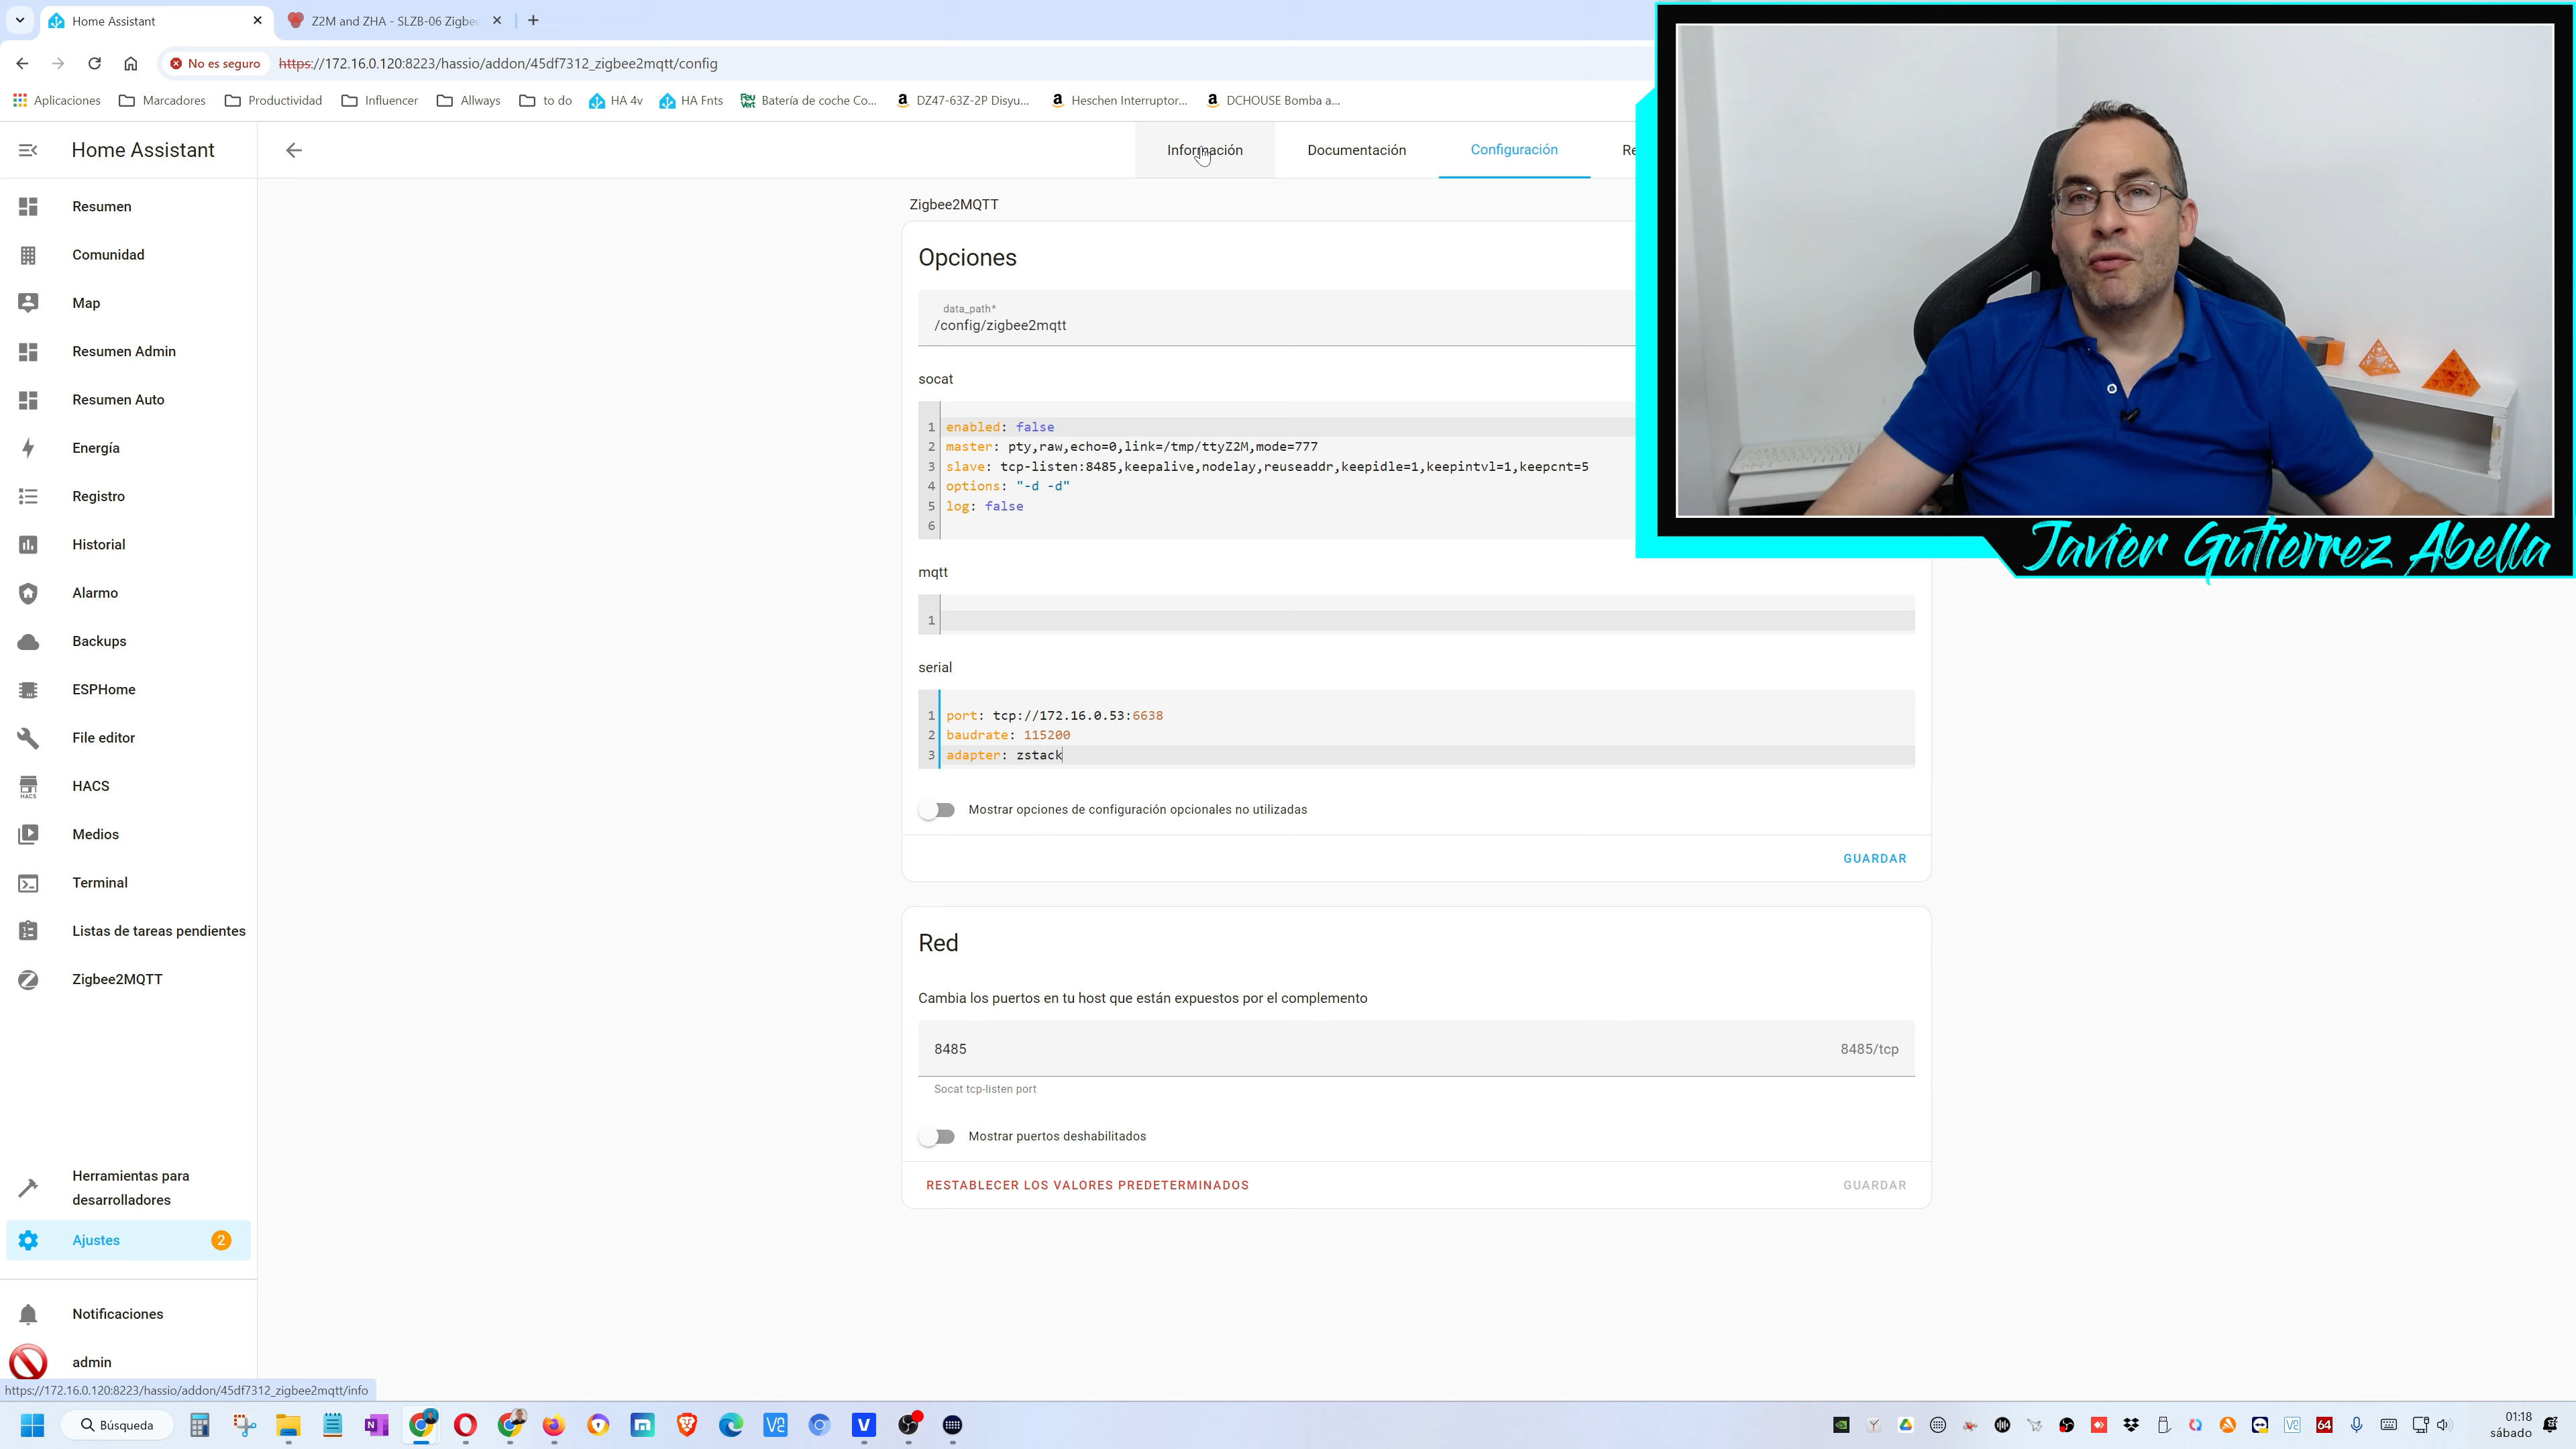 Home Assistant
Z2M and ZHA - SLZB-06 Zigbe
No es seguro
https://172.16.0.120:8223/hassio/addon/45df7312_zigbee2mqtt/config
Aplicaciones
Marcadores
Productividad
Influencer
Allways
to do
HA 4v
HA Fnts
Batería de coche Co...
DZ47-63Z-2P Disyu...
Heschen Interruptor...
DCHOUSE Bomba a...
Home Assistant
Información
Documentación
Configuración
Re
Resumen
Comunidad
Map
Resumen Admin
Resumen Auto
Energía
Registro
Historial
Alarmo
Backups
ESPHome
File editor
HACS
HACS
Medios
Terminal
Listas de tareas pendientes
Zigbee2MQTT
Herramientas para
desarrolladores
Ajustes
2
Notificaciones
admin
Zigbee2MQTT
Opciones
data_path*
/config/zigbee2mqtt
socat
1 enabled: false
2 master: pty,raw,echo=0,link=/tmp/ttyZ2M,mode=777
3 slave: tcp-listen:8485,keepalive,nodelay,reuseaddr,keepidle=1,keepintvl=1,keepcnt=5
4 options: "-d -d"
5 log: false
6
mqtt
1
serial
1 port: tcp://172.16.0.53:6638
2 baudrate: 115200
3 adapter: zstack
Mostrar opciones de configuración opcionales no utilizadas
GUARDAR
Red
Cambia los puertos en tu host que están expuestos por el complemento
8485
8485/tcp
Socat tcp-listen port
Mostrar puertos deshabilitados
RESTABLECER LOS VALORES PREDETERMINADOS
GUARDAR
Javier Gutierrez Abella
https://172.16.0.120:8223/hassio/addon/45df7312_zigbee2mqtt/info
Búsqueda
64
01:18
sábado